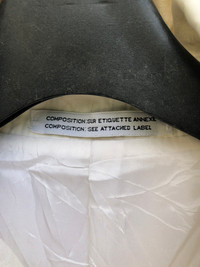 COMPOSITION:SUR ETIQUETTE ANNEXE
COMPOSITION: SEE ATTACHED LABEL